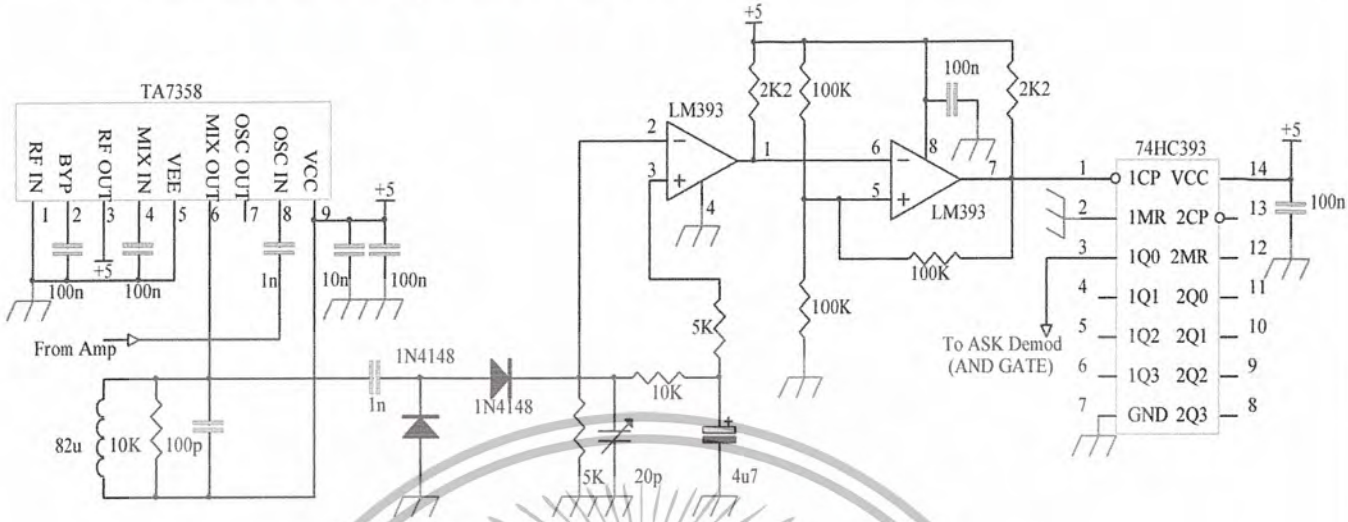 +5
TA7358
RF IN
BYP
RF OUT
MIX IN
VEE
MIX OUT
OSC OUT
OSC IN
VCC
1
2
3
4
5
6
7
8
9
+5
+5
100n
100n
1n
10n
100n
From Amp
82u
10K
100p
1n
1N4148
1N4148
5K
20p
10K
4u7
5K
LM393
2
3
1
4
2K2
100K
100n
2K2
6
5
8
7
LM393
100K
100K
To ASK Demod
(AND GATE)
74HC393
+5
1 1CP VCC 14
2 1MR 2CP 13
3 1Q0 2MR 12
4 1Q1 2Q0 11
5 1Q2 2Q1 10
6 1Q3 2Q2 9
7 GND 2Q3 8
100n